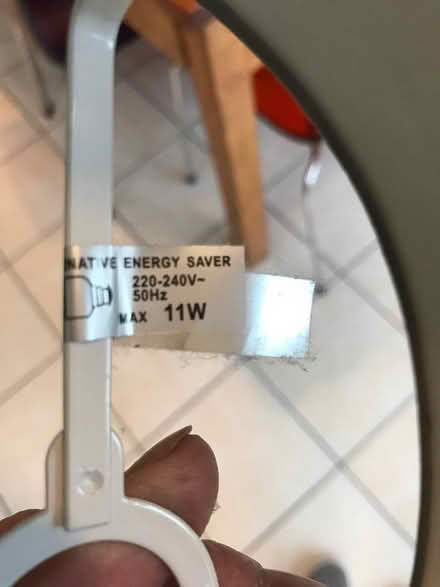 NATIVE ENERGY SAVER
220-240V~
50Hz
MAX 11W